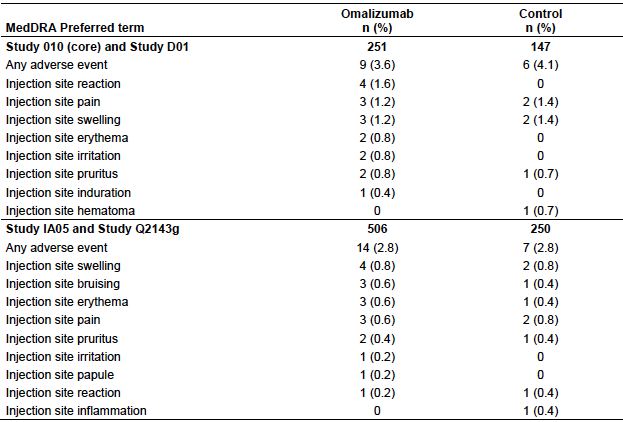 Omalizumab Control
MedDRA Preferred term n (%) n (%)
Study 010 (core) and Study D01 251 147
Any adverse event 9 (3.6) 6 (4.1)
Injection site reaction 4 (1.6) 0
Injection site pain 3 (1.2) 2 (1.4)
Injection site swelling 3 (1.2) 2 (1.4)
Injection site erythema 2 (0.8) 0
Injection site irritation 2 (0.8) 0
Injection site pruritus 2 (0.8) 1 (0.7)
Injection site induration 1 (0.4) 0
Injection site hematoma 0 1 (0.7)
Study IA05 and Study Q2143g 506 250
Any adverse event 14 (2.8) 7 (2.8)
Injection site swelling 4 (0.8) 2 (0.8)
Injection site bruising 3 (0.6) 1 (0.4)
Injection site erythema 3 (0.6) 1 (0.4)
Injection site pain 3 (0.6) 2 (0.8)
Injection site pruritus 2 (0.4) 1 (0.4)
Injection site irritation 1 (0.2) 0
Injection site papule 1 (0.2) 0
Injection site reaction 1 (0.2) 1 (0.4)
Injection site inflammation 0 1 (0.4)